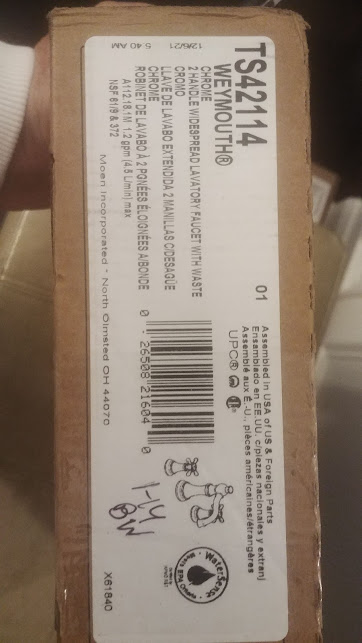 TS42114
WEYMOUTH®
CHROME
2 HANDLE WIDESPREAD LAVATORY FAUCET WITH WASTE
CROMO
LLAVE DE LAVABO EXTENDIDA 2 MANILLAS C/DESAGÜE
CHROME
ROBINET DE LAVABO À 2 PGNÉES ÉLOIGNÉES A/BONDE
A112.18.1M 1.2 gpm (4.5 L/min) max
NSF 61/9 & 372
12/6/21 5:40 AM
Moen Incorporated - North Olmsted OH 44070
01
Assembled in USA of US & Foreign Parts
Ensamblado en EE.UU. c/piezas nacionales y extranj
Assemblé aux É.-U., pièces américaines/étrangères
UPC®
0 26508 21604 0
1-14
WaterSense
X61840